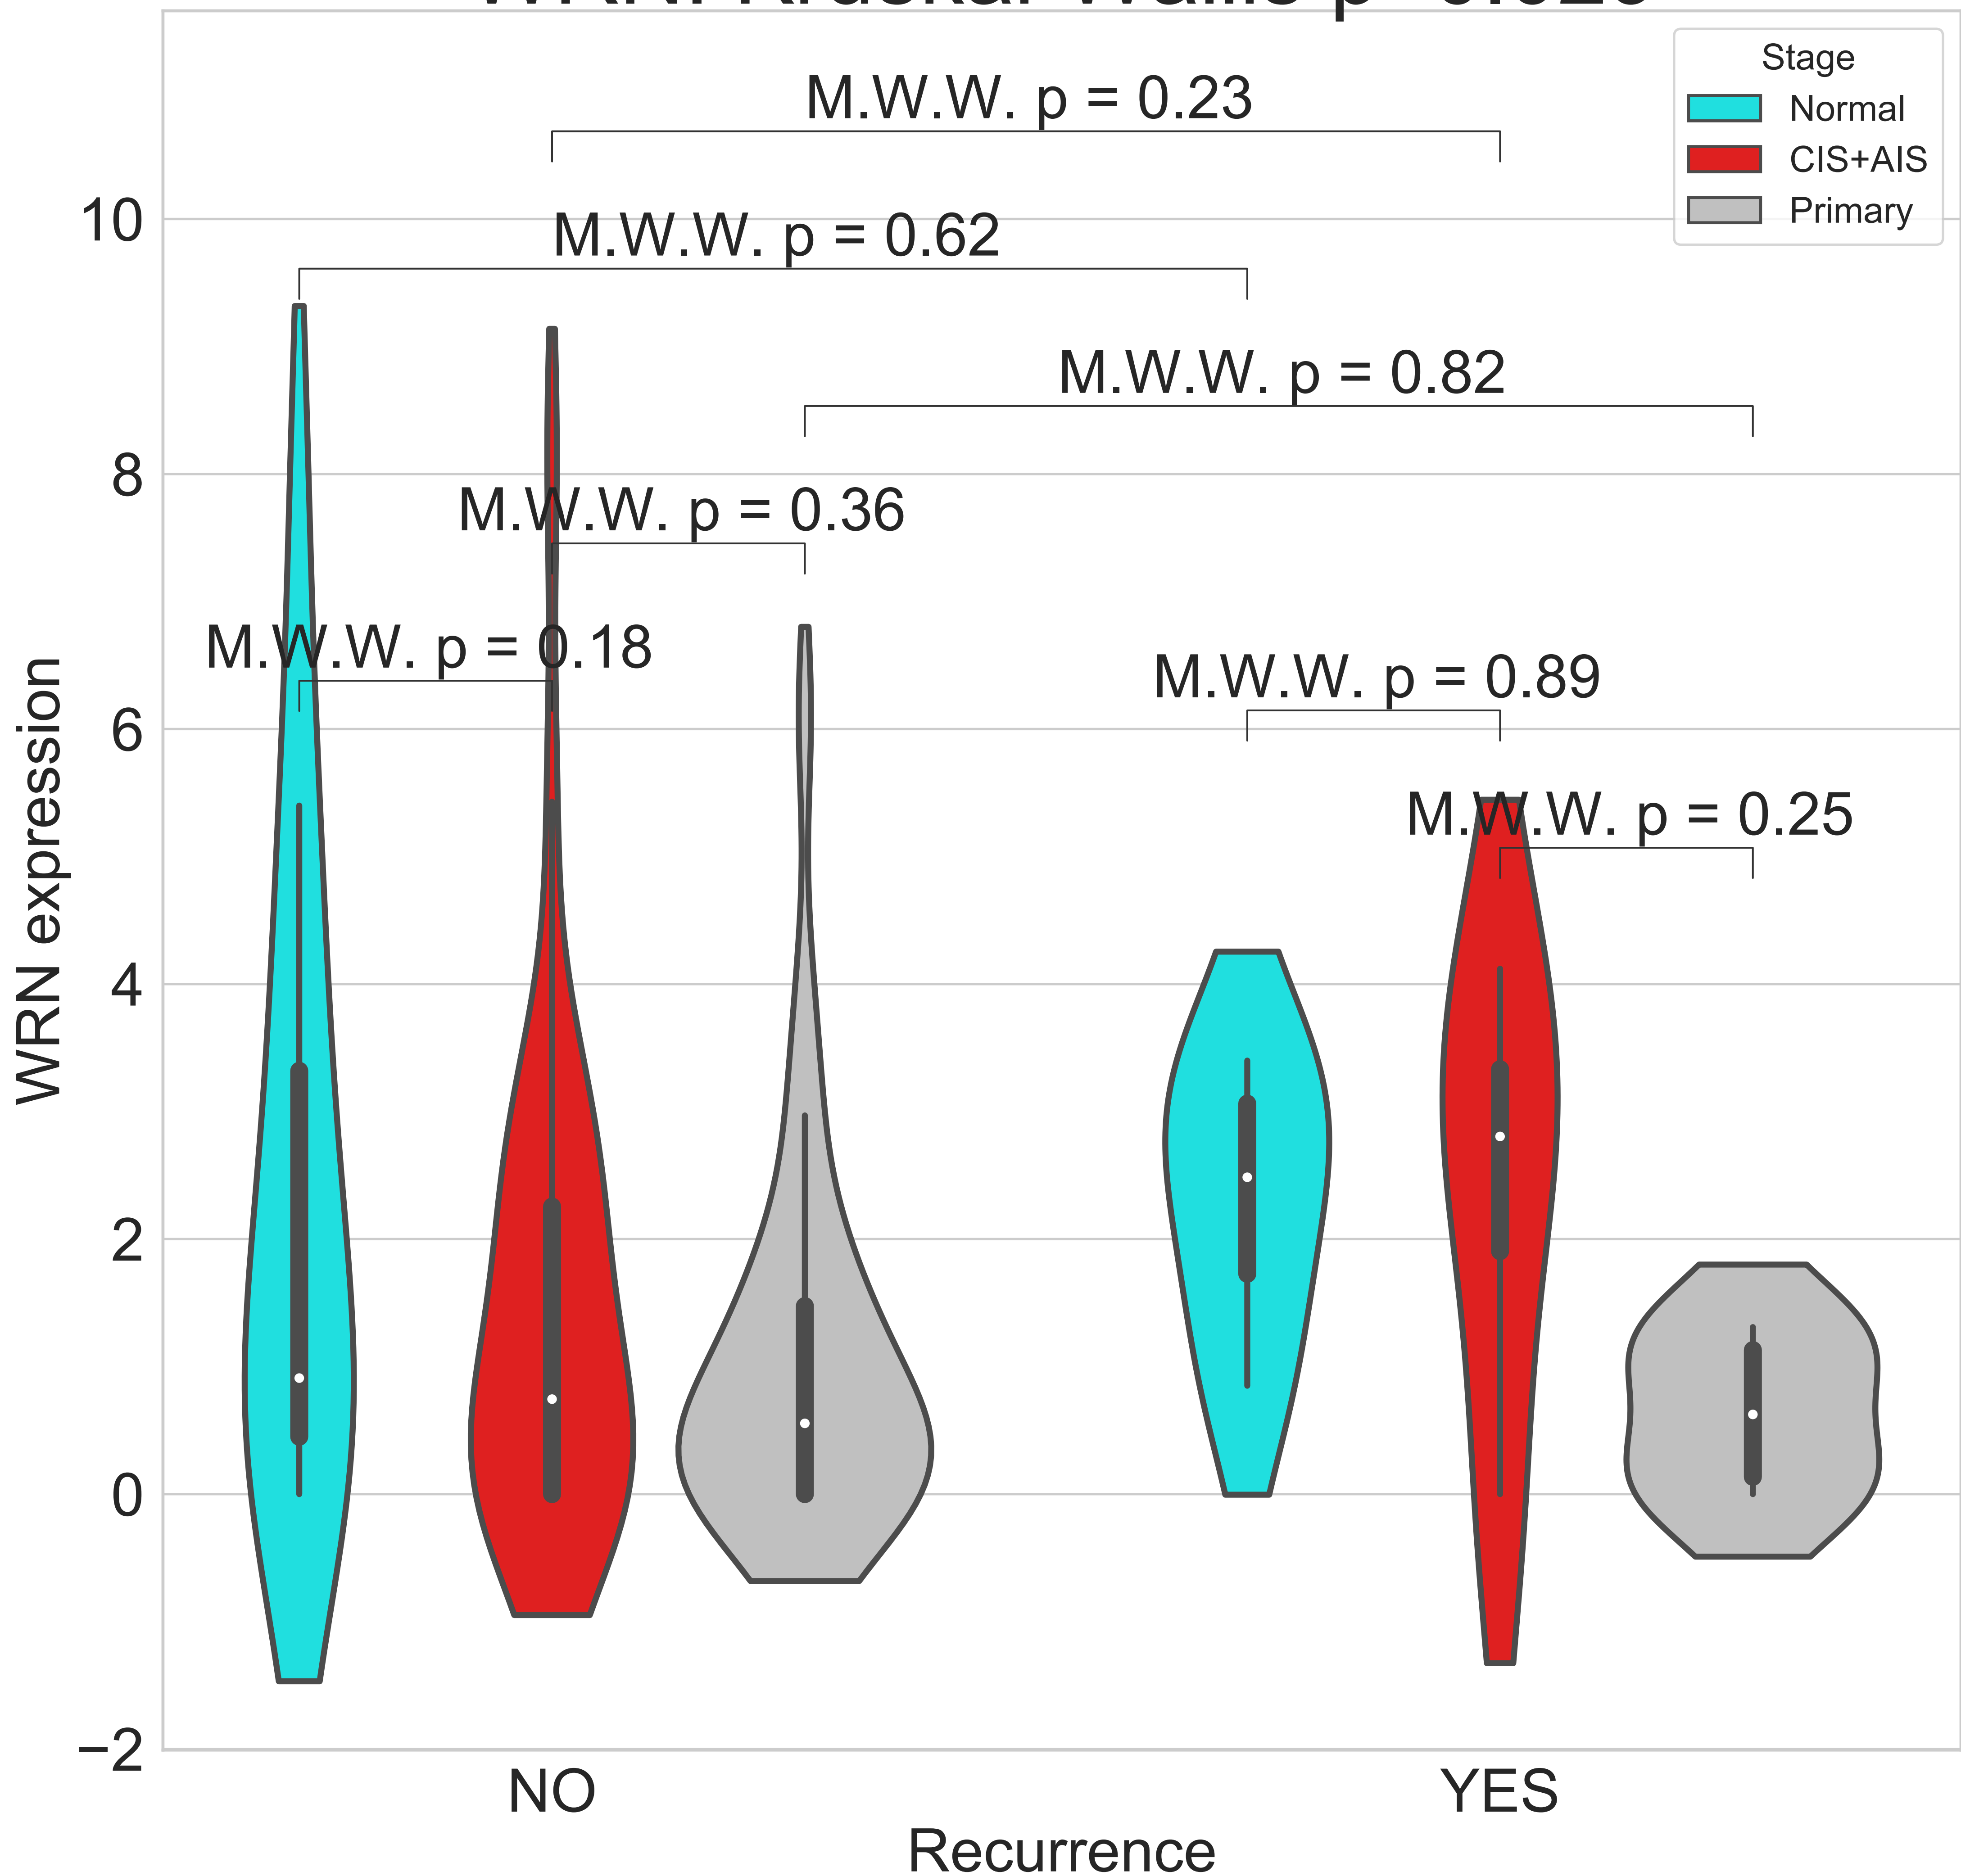 Stage
Normal
CIS+AIS
Primary
M.W.W. p = 0.23
M.W.W. p = 0.62
M.W.W. p = 0.82
M.W.W. p = 0.36
M.W.W. p = 0.18
M.W.W. p = 0.89
M.W.W. p = 0.25
10
8
6
4
2
0
−2
WRN expression
NO
YES
Recurrence